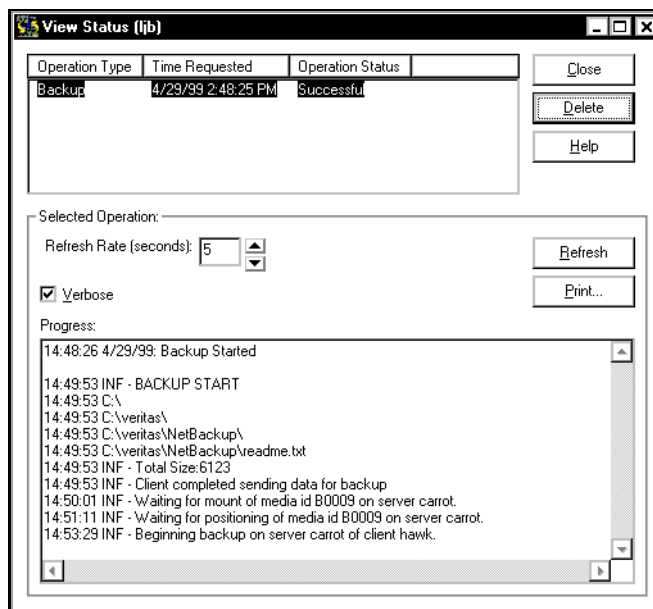 View Status (ljb)
Operation Type Time Requested Operation Status
Backup 4/29/99 2:48:25 PM Successful
Close
Delete
Help
Selected Operation:
Refresh Rate (seconds): 5
Refresh
Verbose
Print...
Progress:
14:48:26 4/29/99: Backup Started
14:49:53 INF - BACKUP START
14:49:53 C:\
14:49:53 C:\veritas\
14:49:53 C:\veritas\NetBackup\
14:49:53 C:\veritas\NetBackup\readme.txt
14:49:53 INF - Total Size:6123
14:49:53 INF - Client completed sending data for backup
14:50:01 INF - Waiting for mount of media id B0009 on server carrot.
14:51:11 INF - Waiting for positioning of media id B0009 on server carrot.
14:53:29 INF - Beginning backup on server carrot of client hawk.